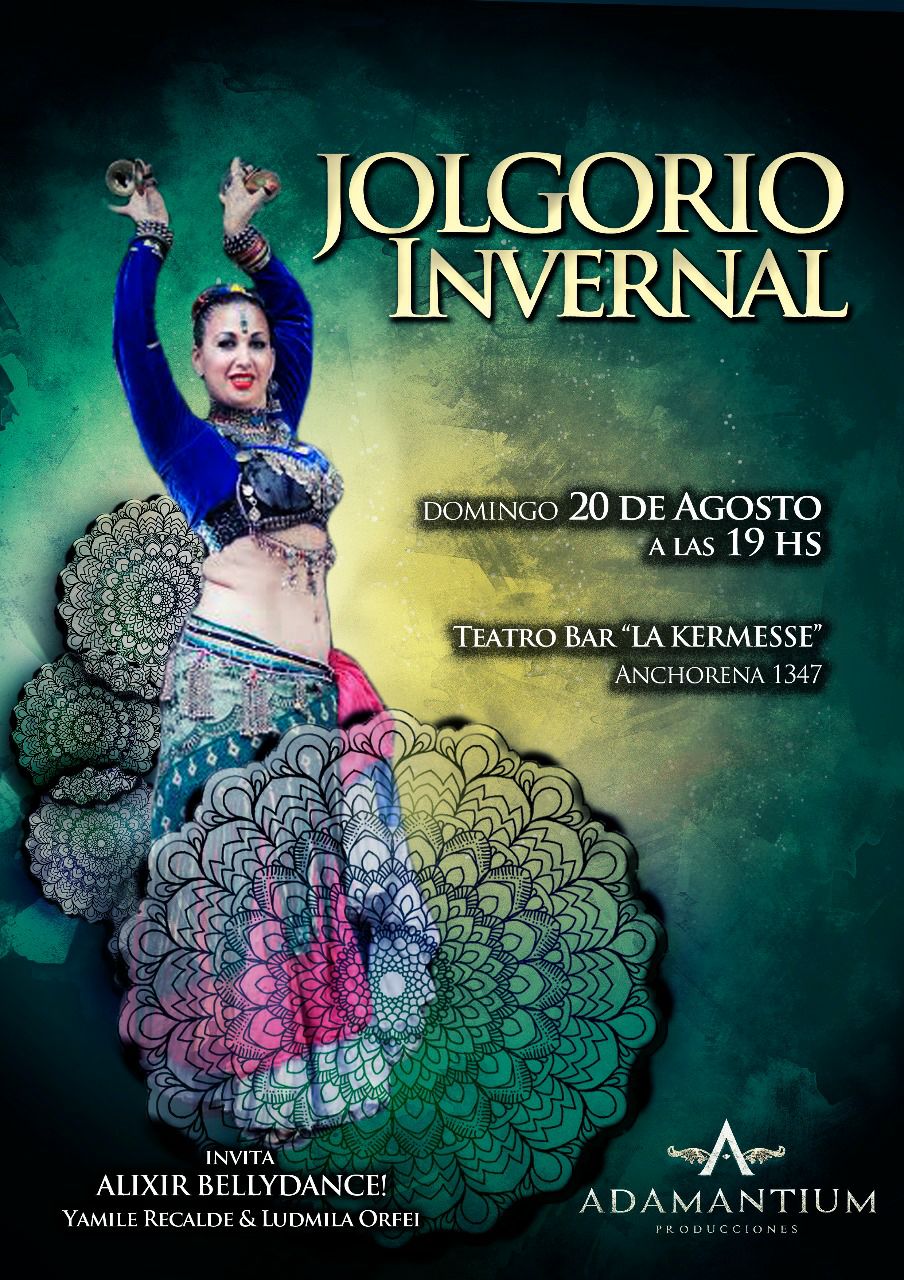 JOLGORIO
INVERNAL
DOMINGO 20 DE AGOSTO
A LAS 19 HS
TEATRO BAR “LA KERMESSE”
ANCHORENA 1347
INVITA
ALIXIR BELLYDANCE!
YAMILE RECALDE & LUDMILA ORFEI
ADAMANTIUM
PRODUCCIONES